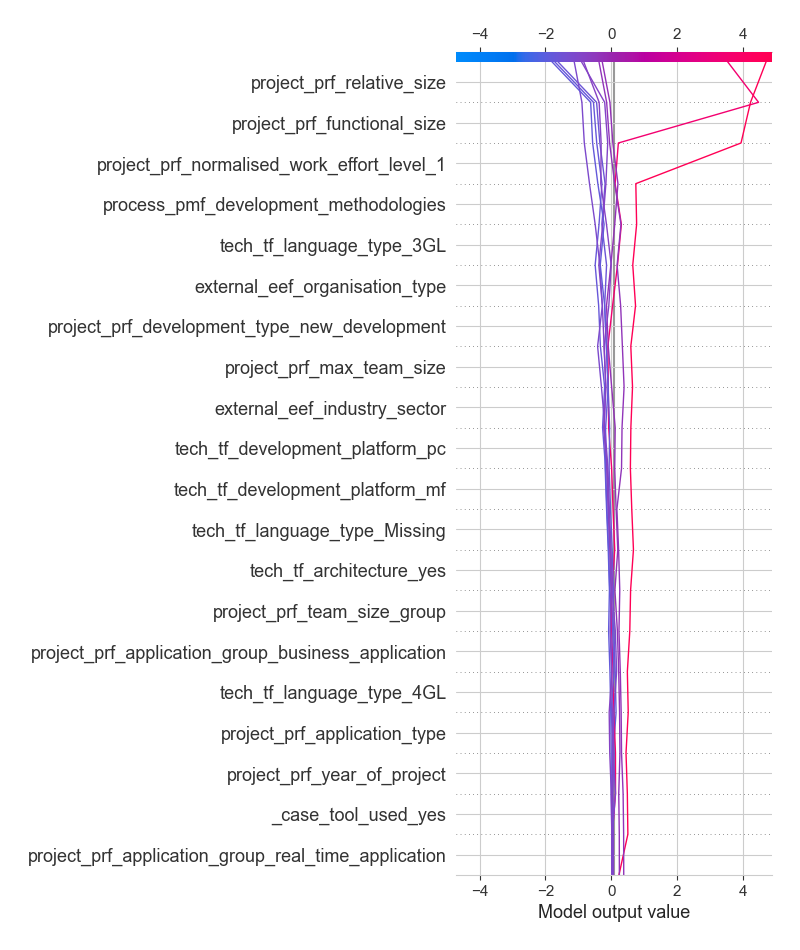 −4 −2 0 2 4
project_prf_relative_size
project_prf_functional_size
project_prf_normalised_work_effort_level_1
process_pmf_development_methodologies
tech_tf_language_type_3GL
external_eef_organisation_type
project_prf_development_type_new_development
project_prf_max_team_size
external_eef_industry_sector
tech_tf_development_platform_pc
tech_tf_development_platform_mf
tech_tf_language_type_Missing
tech_tf_architecture_yes
project_prf_team_size_group
project_prf_application_group_business_application
tech_tf_language_type_4GL
project_prf_application_type
project_prf_year_of_project
_case_tool_used_yes
project_prf_application_group_real_time_application
−4 −2 0 2 4
Model output value